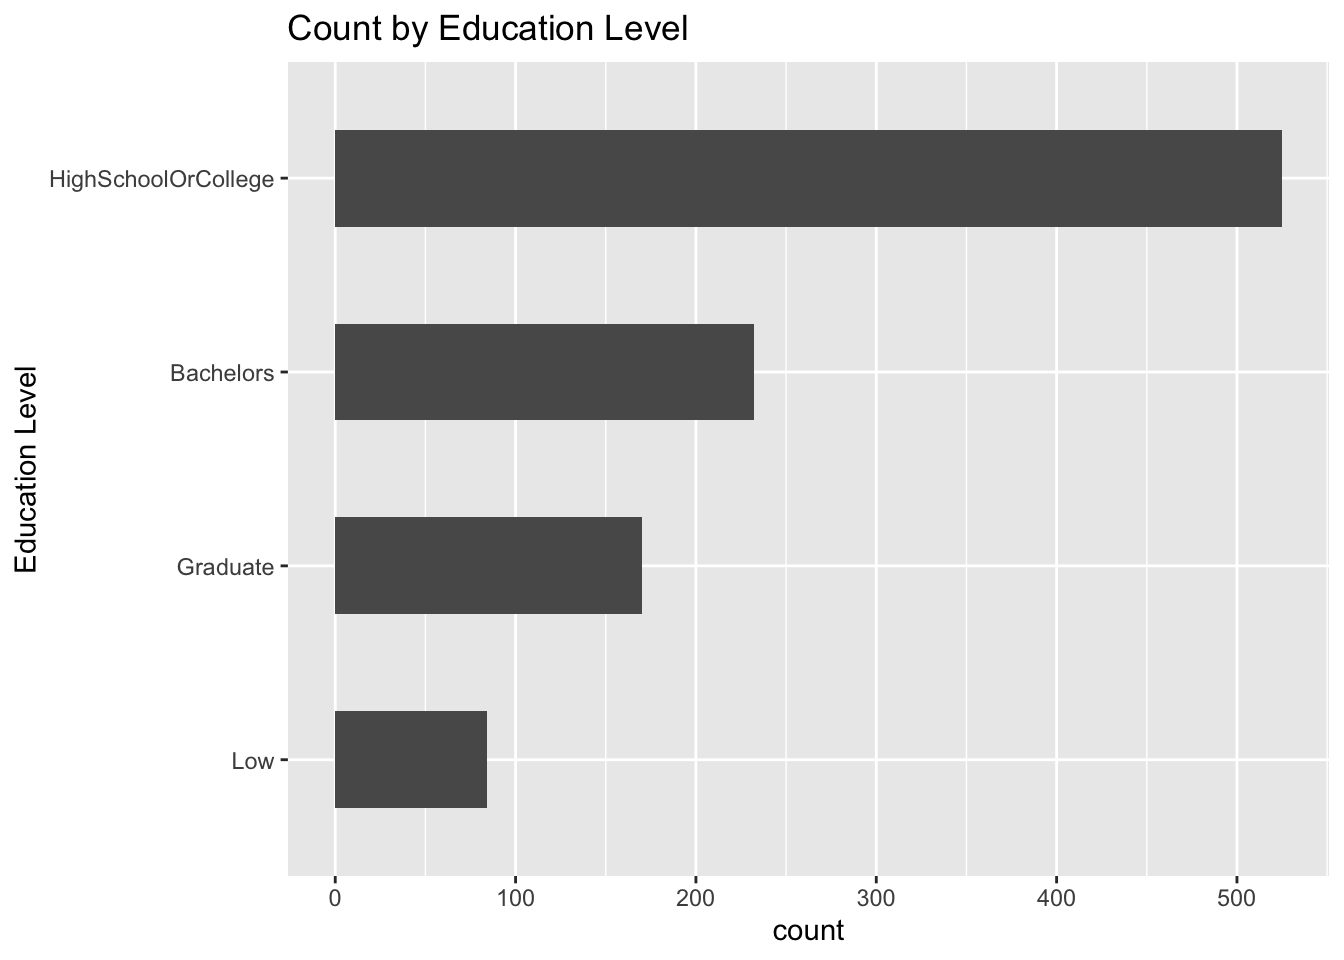 Count by Education Level
Education Level
HighSchoolOrCollege
Bachelors
Graduate
Low
0 100 200 300 400 500
count